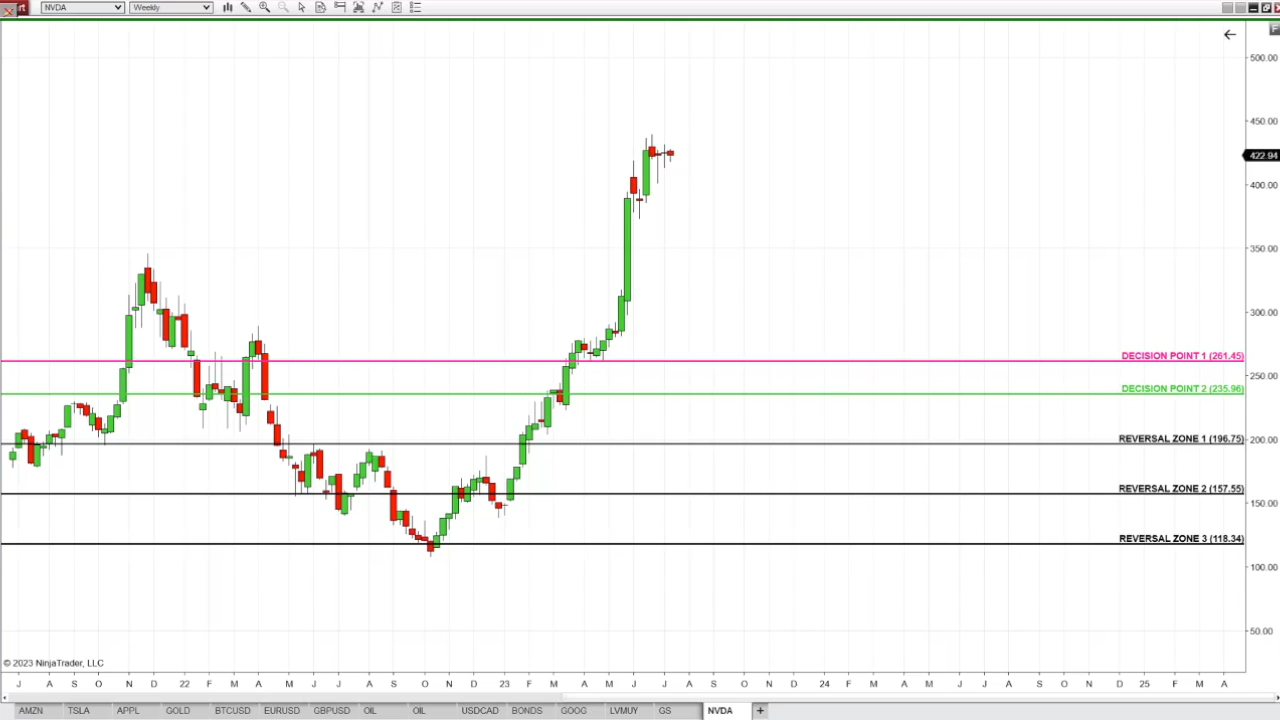 rt NVDA Weekly
F
500.00
450.00
422.94
400.00
350.00
300.00
DECISION POINT 1 (261.45)
250.00
DECISION POINT 2 (235.96)
REVERSAL ZONE 1 (196.75)
200.00
REVERSAL ZONE 2 (157.55)
150.00
REVERSAL ZONE 3 (118.34)
100.00
50.00
© 2023 NinjaTrader, LLC
J A S O N D 22 F M A M J J A S O N D 23 F M A M J J A S O N D 24 F M A M J J A S O N D 25 F M A
AMZN TSLA APPL GOLD BTCUSD EURUSD GBPUSD OIL OIL USDCAD BONDS GOOG LVMUY GS NVDA +